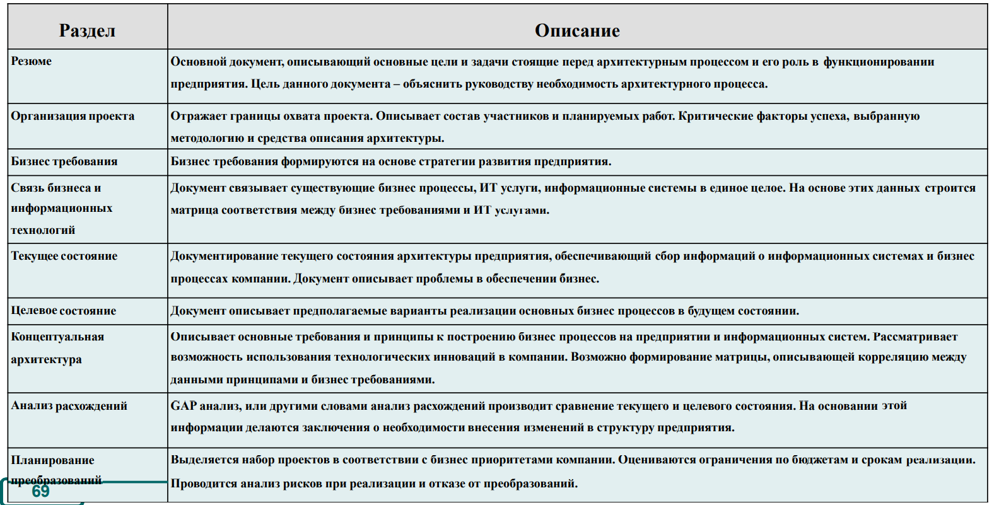 Раздел
Описание
Резюме
Основной документ, описывающий основные цели и задачи стоящие перед архитектурным процессом и его роль в функционировании
предприятия. Цель данного документа – объяснить руководству необходимость архитектурного процесса.
Организация проекта
Отражает границы охвата проекта. Описывает состав участников и планируемых работ. Критические факторы успеха, выбранную
методологию и средства описания архитектуры.
Бизнес требования
Бизнес требования формируются на основе стратегии развития предприятия.
Связь бизнеса и
информационных
технологий
Документ связывает существующие бизнес процессы, ИТ услуги, информационные системы в единое целое. На основе этих данных строится
матрица соответствия между бизнес требованиями и ИТ услугами.
Текущее состояние
Документирование текущего состояния архитектуры предприятия, обеспечивающий сбор информаций о информационных системах и бизнес
процессах компании. Документ описывает проблемы в обеспечении бизнес.
Целевое состояние
Документ описывает предполагаемые варианты реализации основных бизнес процессов в будущем состоянии.
Концептуальная
архитектура
Описывает основные требования и принципы к построению бизнес процессов на предприятии и информационных систем. Рассматривает
возможность использования технологических инноваций в компании. Возможно формирование матрицы, описывающей корреляцию между
данными принципами и бизнес требованиями.
Анализ расхождений
GAP анализ, или другими словами анализ расхождений производит сравнение текущего и целевого состояния. На основании этой
информации делаются заключения о необходимости внесения изменений в структуру предприятия.
Планирование
преобразований
Выделяется набор проектов в соответствии с бизнес приоритетами компании. Оцениваются ограничения по бюджетам и срокам реализации.
Проводится анализ рисков при реализации и отказе от преобразований.
69